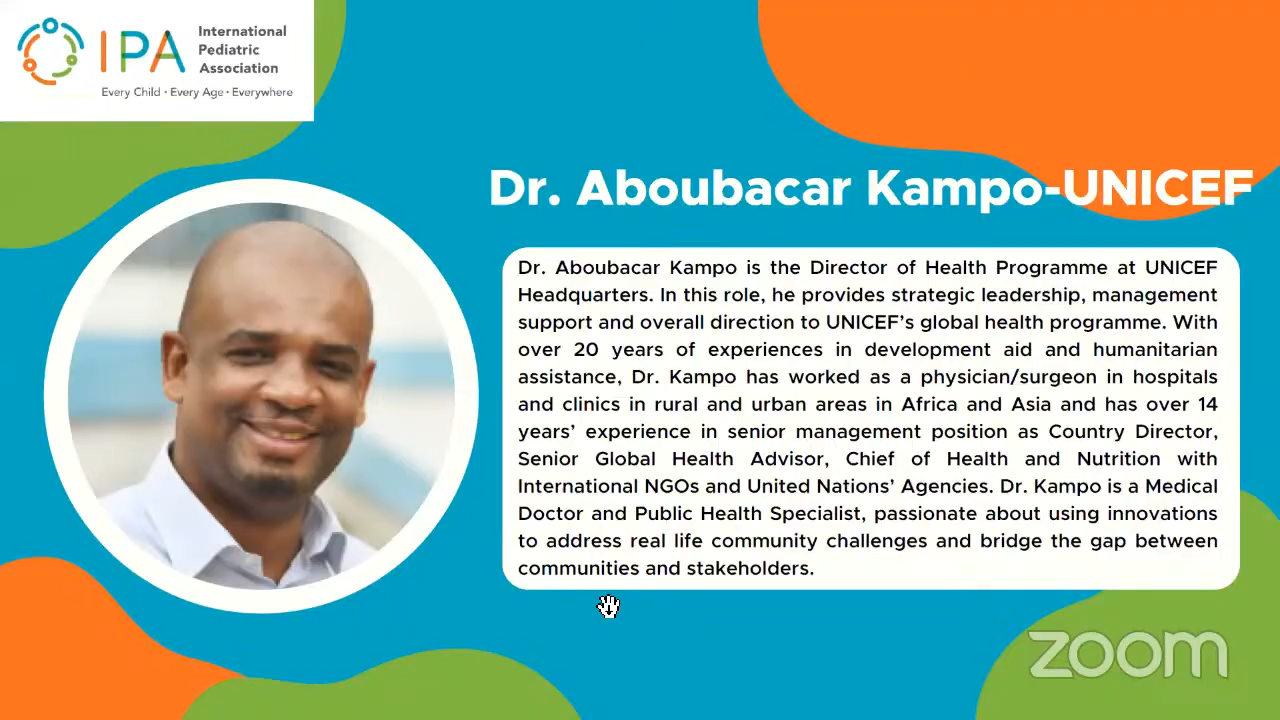 IPA
International
Pediatric
Association
Every Child • Every Age • Everywhere
Dr. Aboubacar Kampo-UNICEF
Dr. Aboubacar Kampo is the Director of Health Programme at UNICEF
Headquarters. In this role, he provides strategic leadership, management
support and overall direction to UNICEF’s global health programme. With
over 20 years of experiences in development aid and humanitarian
assistance, Dr. Kampo has worked as a physician/surgeon in hospitals
and clinics in rural and urban areas in Africa and Asia and has over 14
years’ experience in senior management position as Country Director,
Senior Global Health Advisor, Chief of Health and Nutrition with
International NGOs and United Nations’ Agencies. Dr. Kampo is a Medical
Doctor and Public Health Specialist, passionate about using innovations
to address real life community challenges and bridge the gap between
communities and stakeholders.
zoom